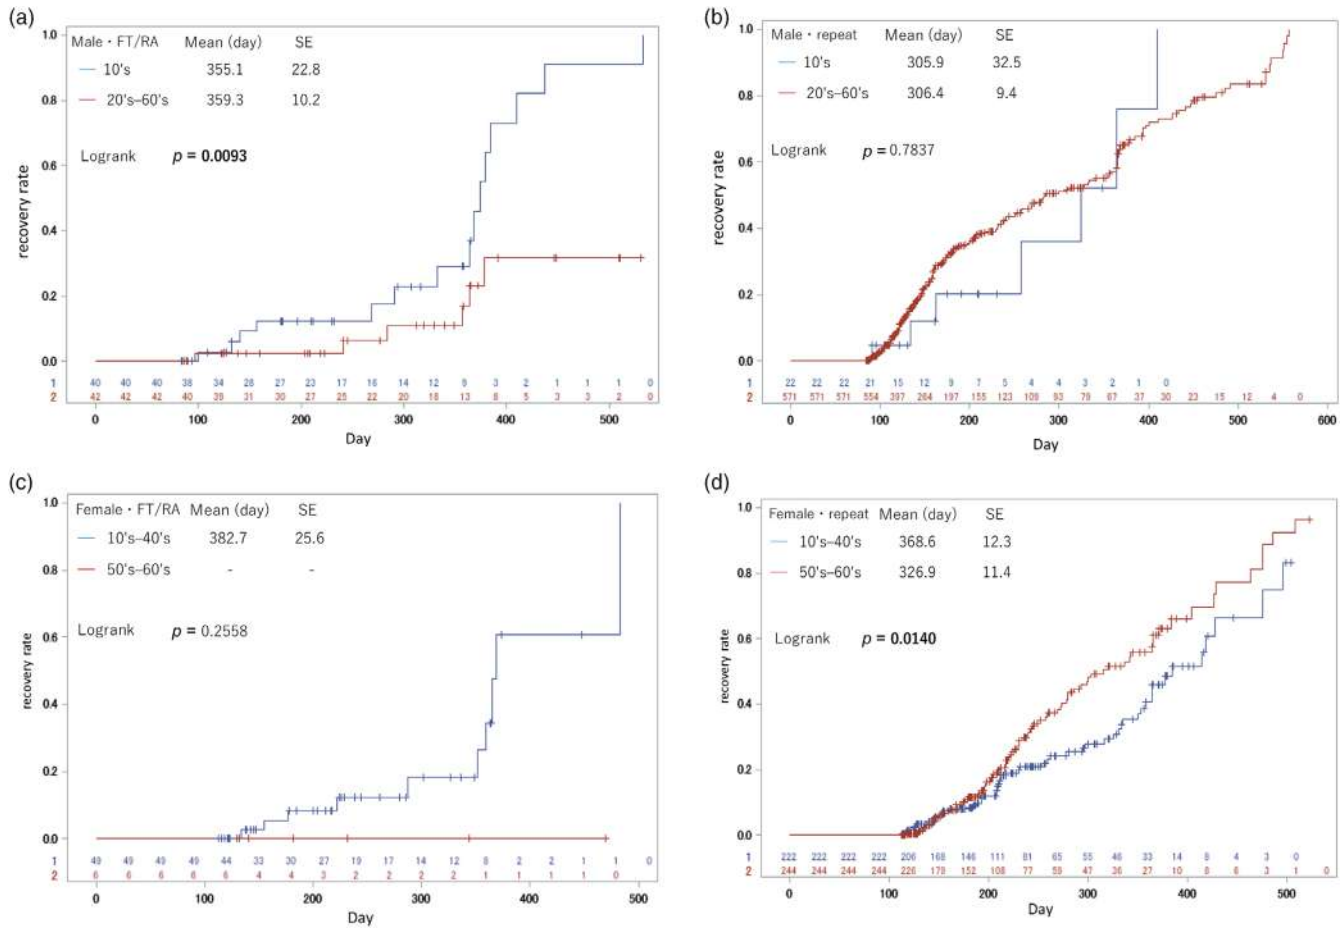 (a)
Male・FT/RA Mean (day) SE
10's 355.1 22.8
20's–60's 359.3 10.2
Logrank p = 0.0093
recovery rate
1.0
0.8
0.6
0.4
0.2
0.0
1 40 40 40 38 34 28 27 23 17 16 14 12 9 3 2 1 1 1 0
2 42 42 42 40 31 30 27 25 22 20 18 13 8 5 3 3 2 0
0 100 200 300 400 500
Day
(b)
Male・repeat Mean (day) SE
10's 305.9 32.5
20's–60's 306.4 9.4
Logrank p = 0.7837
recovery rate
1.0
0.8
0.6
0.4
0.2
0.0
1 22 22 22 21 15 12 9 7 5 4 4 3 2 1 0
2 571 571 571 554 397 264 197 155 123 109 93 79 67 37 30 23 15 12 4 0
0 100 200 300 400 500 600
Day
(c)
Female・FT/RA Mean (day) SE
10's–40's 382.7 25.6
50's–60's - -
Logrank p = 0.2558
recovery rate
1.0
0.8
0.6
0.4
0.2
0.0
1 49 49 49 49 44 33 30 27 19 17 14 12 8 2 2 1 1 0
2 6 6 6 6 6 4 4 3 2 2 2 2 1 1 1 1 0
0 100 200 300 400 500
Day
(d)
Female・repeat Mean (day) SE
10's–40's 368.6 12.3
50's–60's 326.9 11.4
Logrank p = 0.0140
recovery rate
1.0
0.8
0.6
0.4
0.2
0.0
1 222 222 222 222 206 168 146 111 81 65 55 46 33 14 8 4 3 0
2 244 244 244 244 226 179 152 108 77 59 47 36 27 10 8 6 3 1 0
0 100 200 300 400 500
Day